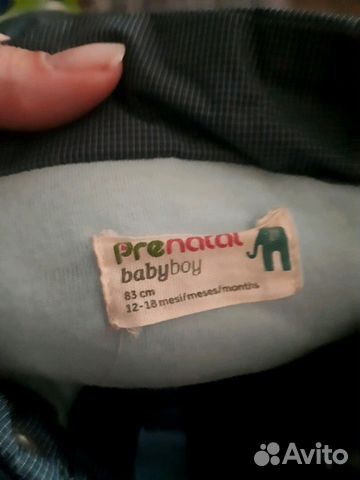 prenatal
babyboy
83 cm
12-18 mesi/meses/months
Avito